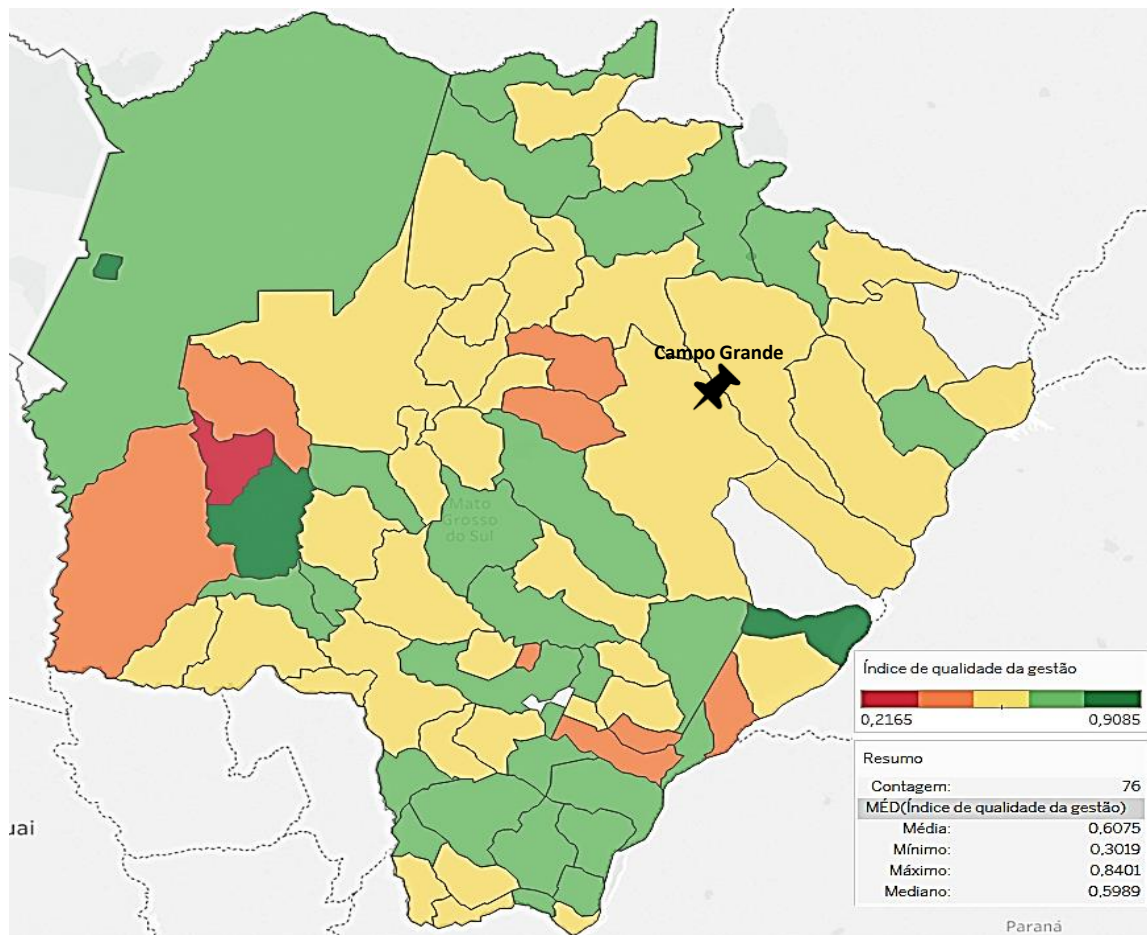 Campo Grande
Mato
Grosso
do Sul
Índice de qualidade da gestão
0,2165 0,9085
Resumo
Contagem: 76
MÉD(Índice de qualidade da gestão)
Média: 0,6075
Mínimo: 0,3019
Máximo: 0,8401
Mediano: 0,5989
uai
Paraná